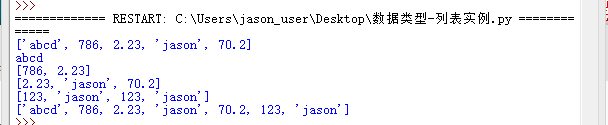 >>>
============= RESTART: C:\Users\jason_user\Desktop\数据类型-列表实例.py ========
=====
['abcd', 786, 2.23, 'jason', 70.2]
abcd
[786, 2.23]
[2.23, 'jason', 70.2]
[123, 'jason', 123, 'jason']
['abcd', 786, 2.23, 'jason', 70.2, 123, 'jason']
>>>